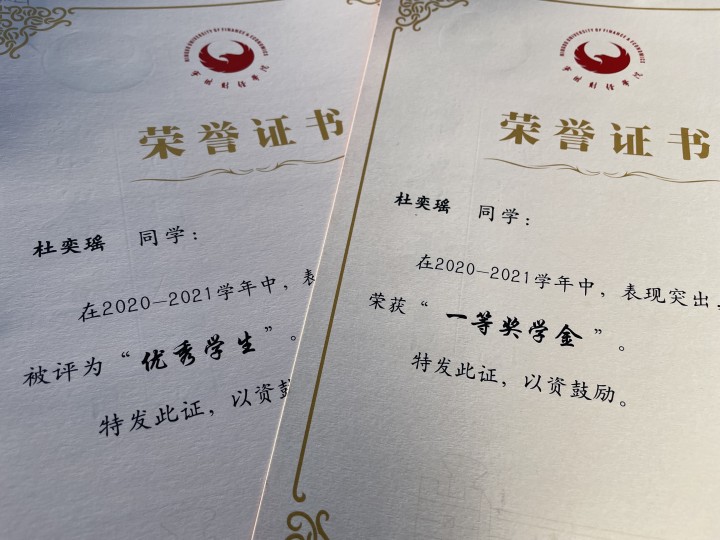 荣誉证书
杜奕瑶 同学：
在2020-2021学年中，表
被评为“优秀学生”。
特发此证，以资鼓
UNIVERSITY OF FINANCE & ECONOMICS
荣誉证书
杜奕瑶 同学：
在2020-2021学年中，表现突出
荣获“一等奖学金”。
特发此证，以资鼓励。